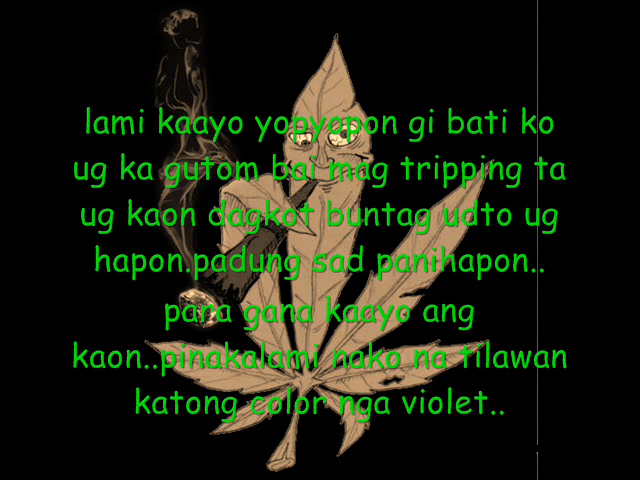 lami kaayo yopyopon gi bati ko
ug ka gutom bai mag tripping ta
ug kaon dagkot buntag udto ug
hapon.padung sad panihapon..
para gana kaayo ang
kaon..pinakalami nako na tilawan
katong color nga violet..